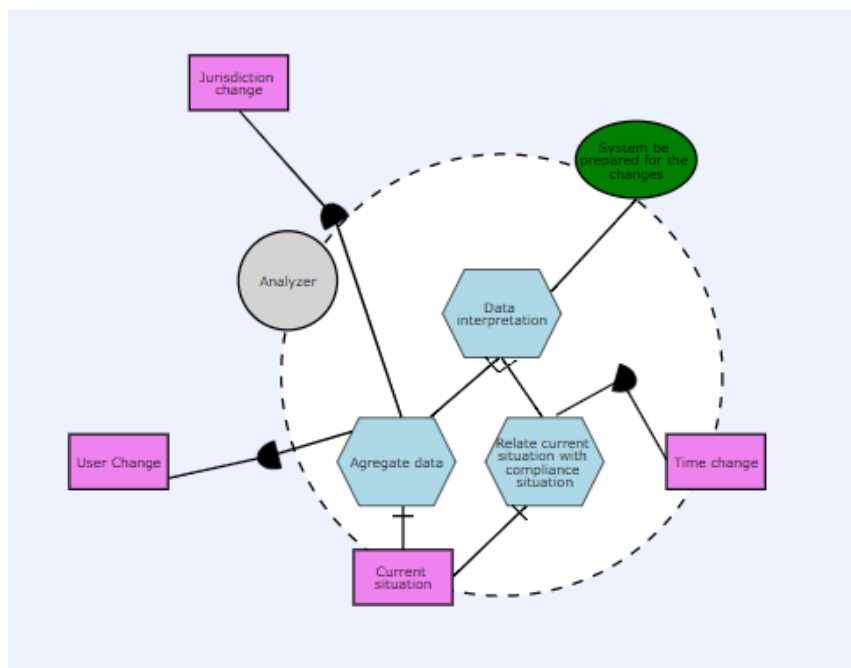 Jurisdiction
change
System be
prepared for the
changes
Analyzer
Data
interpretation
User Change
Agregate data
Relate current
situation with
compliance
situation
Time change
Current
situation